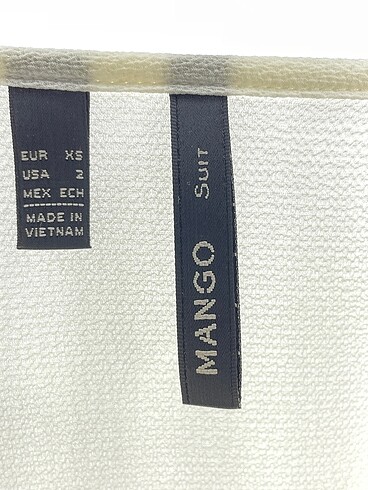 EUR XS
USA 2
MEX ECH
MADE IN
VIETNAM
MANGO Suit